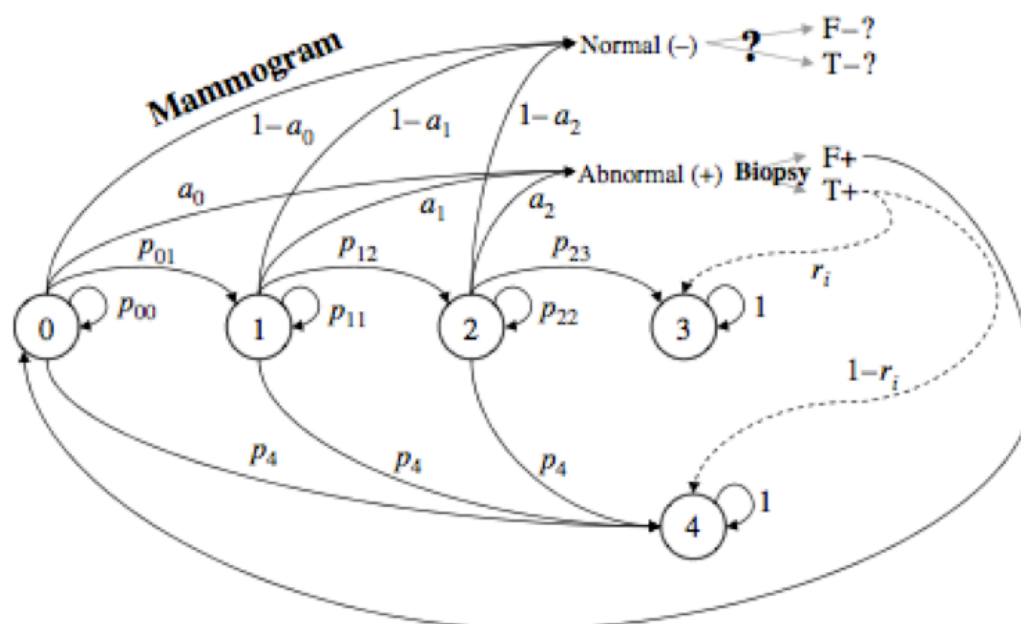 Mammogram
Normal (–)
?
F–?
T–?
1–a₀
1–a₁
1–a₂
Abnormal (+)
Biopsy
F+
T+
a₀
a₁
a₂
p₀₁
p₁₂
p₂₃
rᵢ
0
p₀₀
1
p₁₁
2
p₂₂
3
1
1–rᵢ
p₄
p₄
p₄
4
1